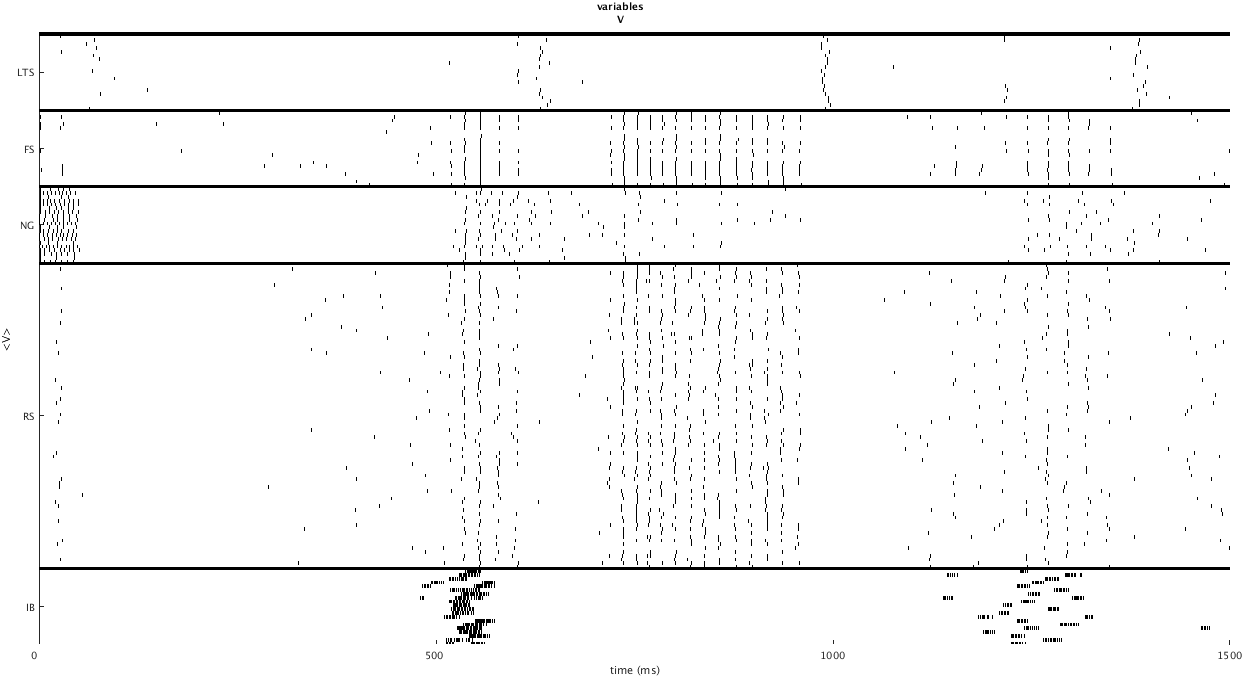 variables
V
LTS
FS
NG
<V>
RS
IB
0
500
1000
1500
time (ms)